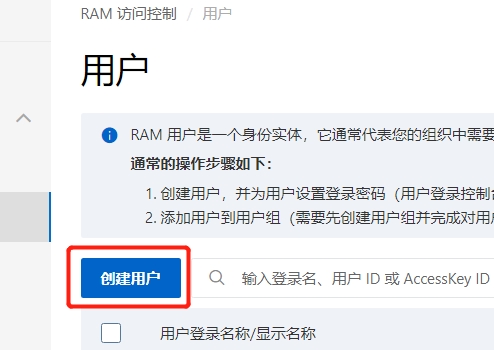 RAM 访问控制 / 用户
用户
RAM 用户是一个身份实体，它通常代表您的组织中需要
通常的操作步骤如下：
1. 创建用户，并为用户设置登录密码（用户登录控制台
2. 添加用户到用户组（需要先创建用户组并完成对用户
创建用户
输入登录名、用户 ID 或 AccessKey ID
用户登录名称/显示名称